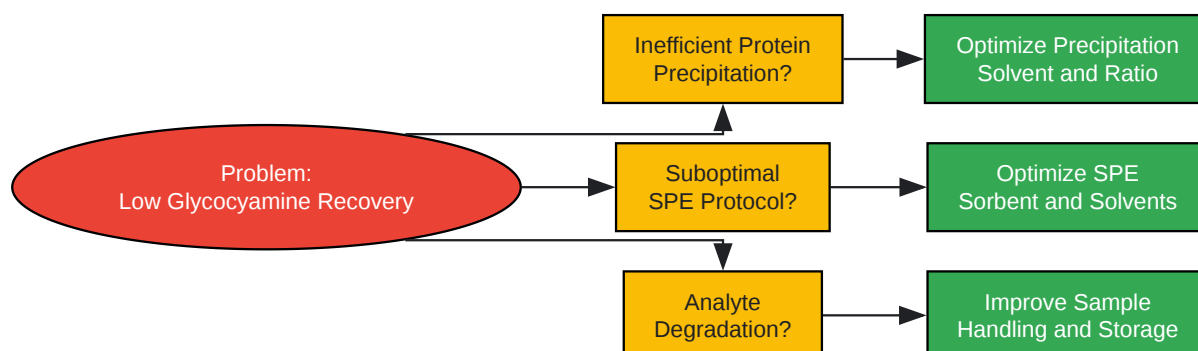 Inefficient Protein
Precipitation?
Optimize Precipitation
Solvent and Ratio
Problem:
Low Glycocyamine Recovery
Suboptimal
SPE Protocol?
Optimize SPE
Sorbent and Solvents
Analyte
Degradation?
Improve Sample
Handling and Storage